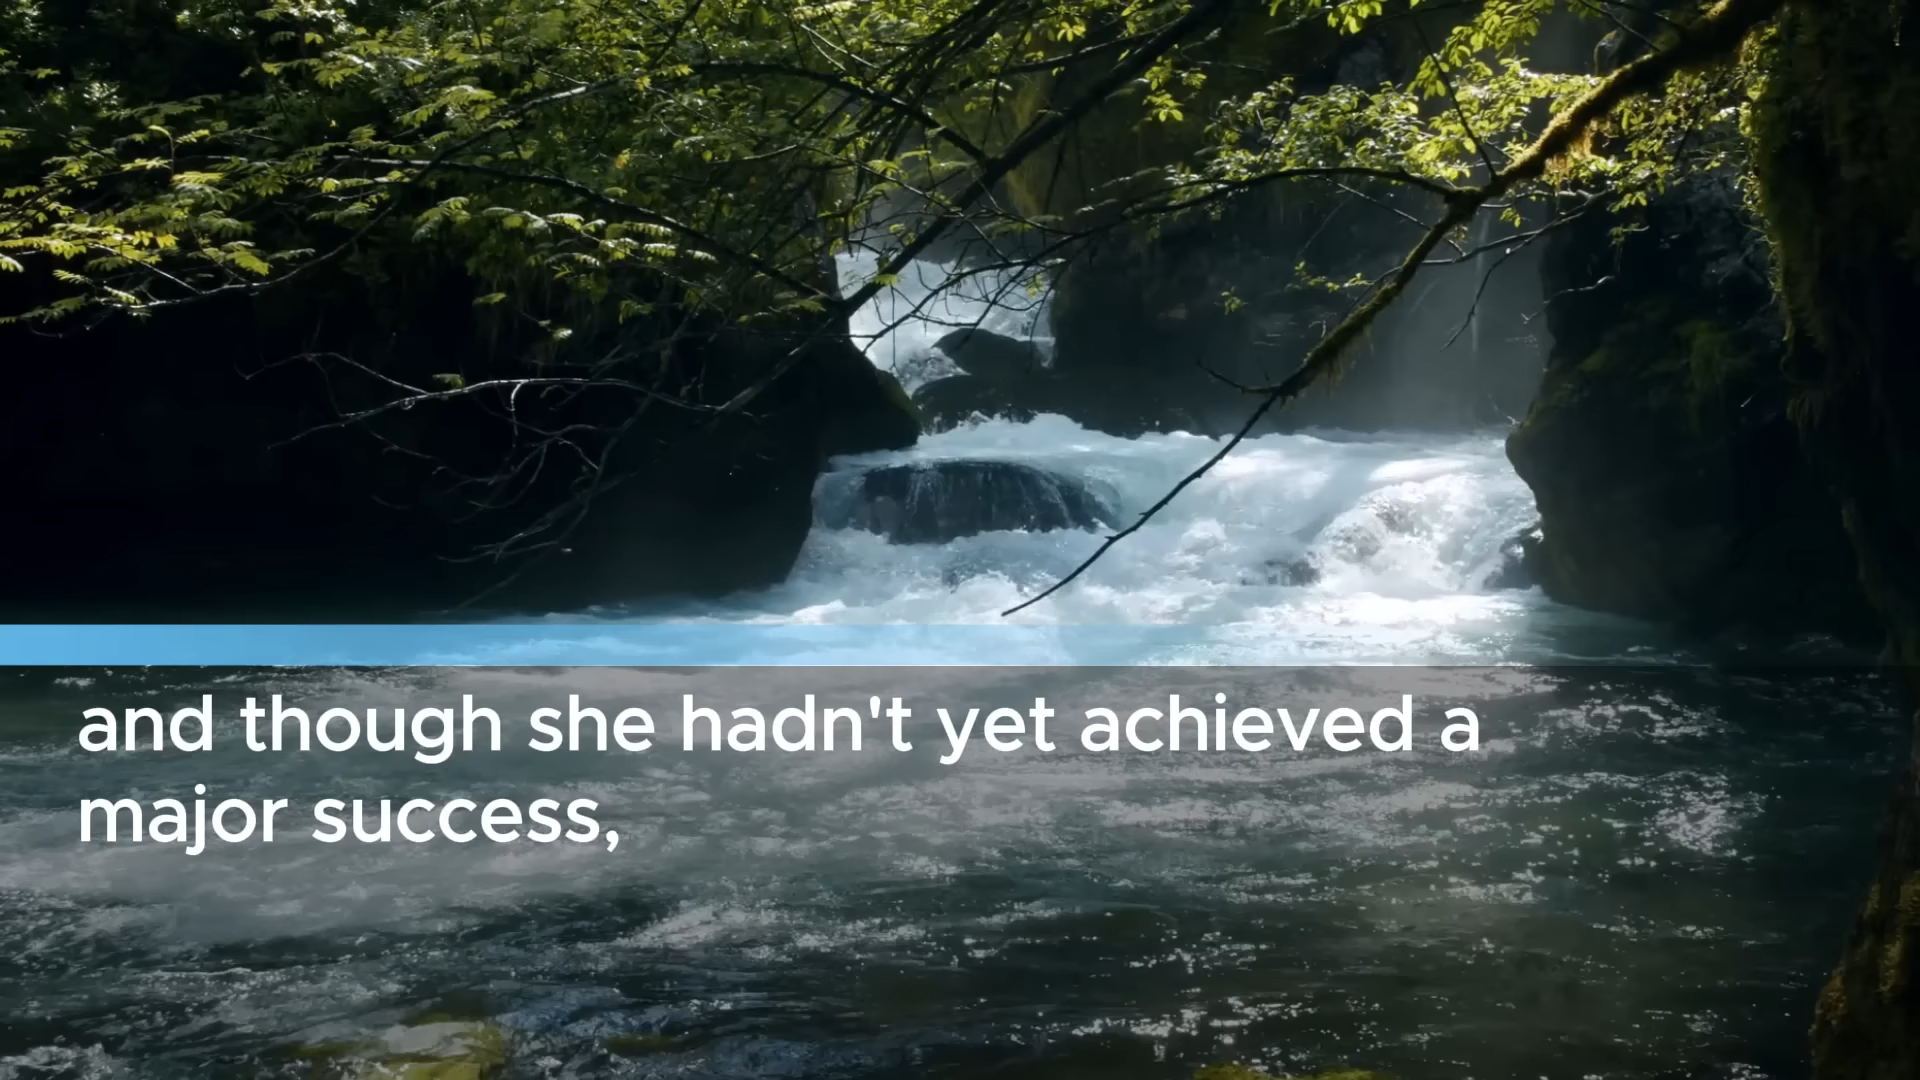 and though she hadn't yet achieved a
major success,